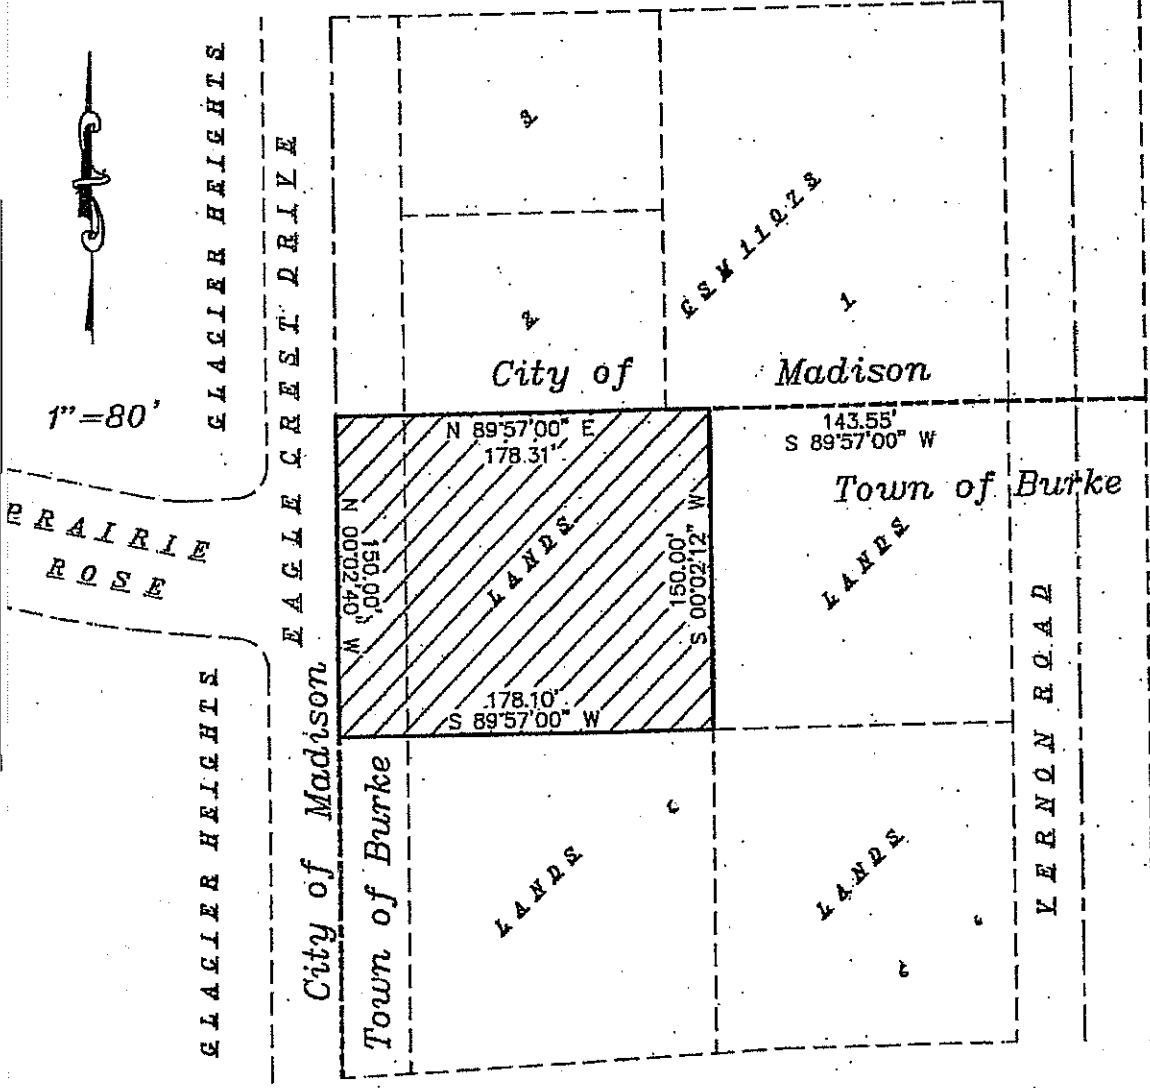 GLACIER HEIGHTS
EAGLE CREST DRIVE
1"=80'
PRAIRIE
ROSE
GLACIER HEIGHTS
3
2
CSM 11073
1
City of Madison
N 89°57'00" E
178.31'
143.55'
S 89°57'00" W
Town of Burke
N 00°02'40" W
150.00'
LANDS
150.00'
S 00°02'12" W
LANDS
178.10'
S 89°57'00" W
City of Madison
Town of Burke
LANDS
LANDS
VERNON ROAD